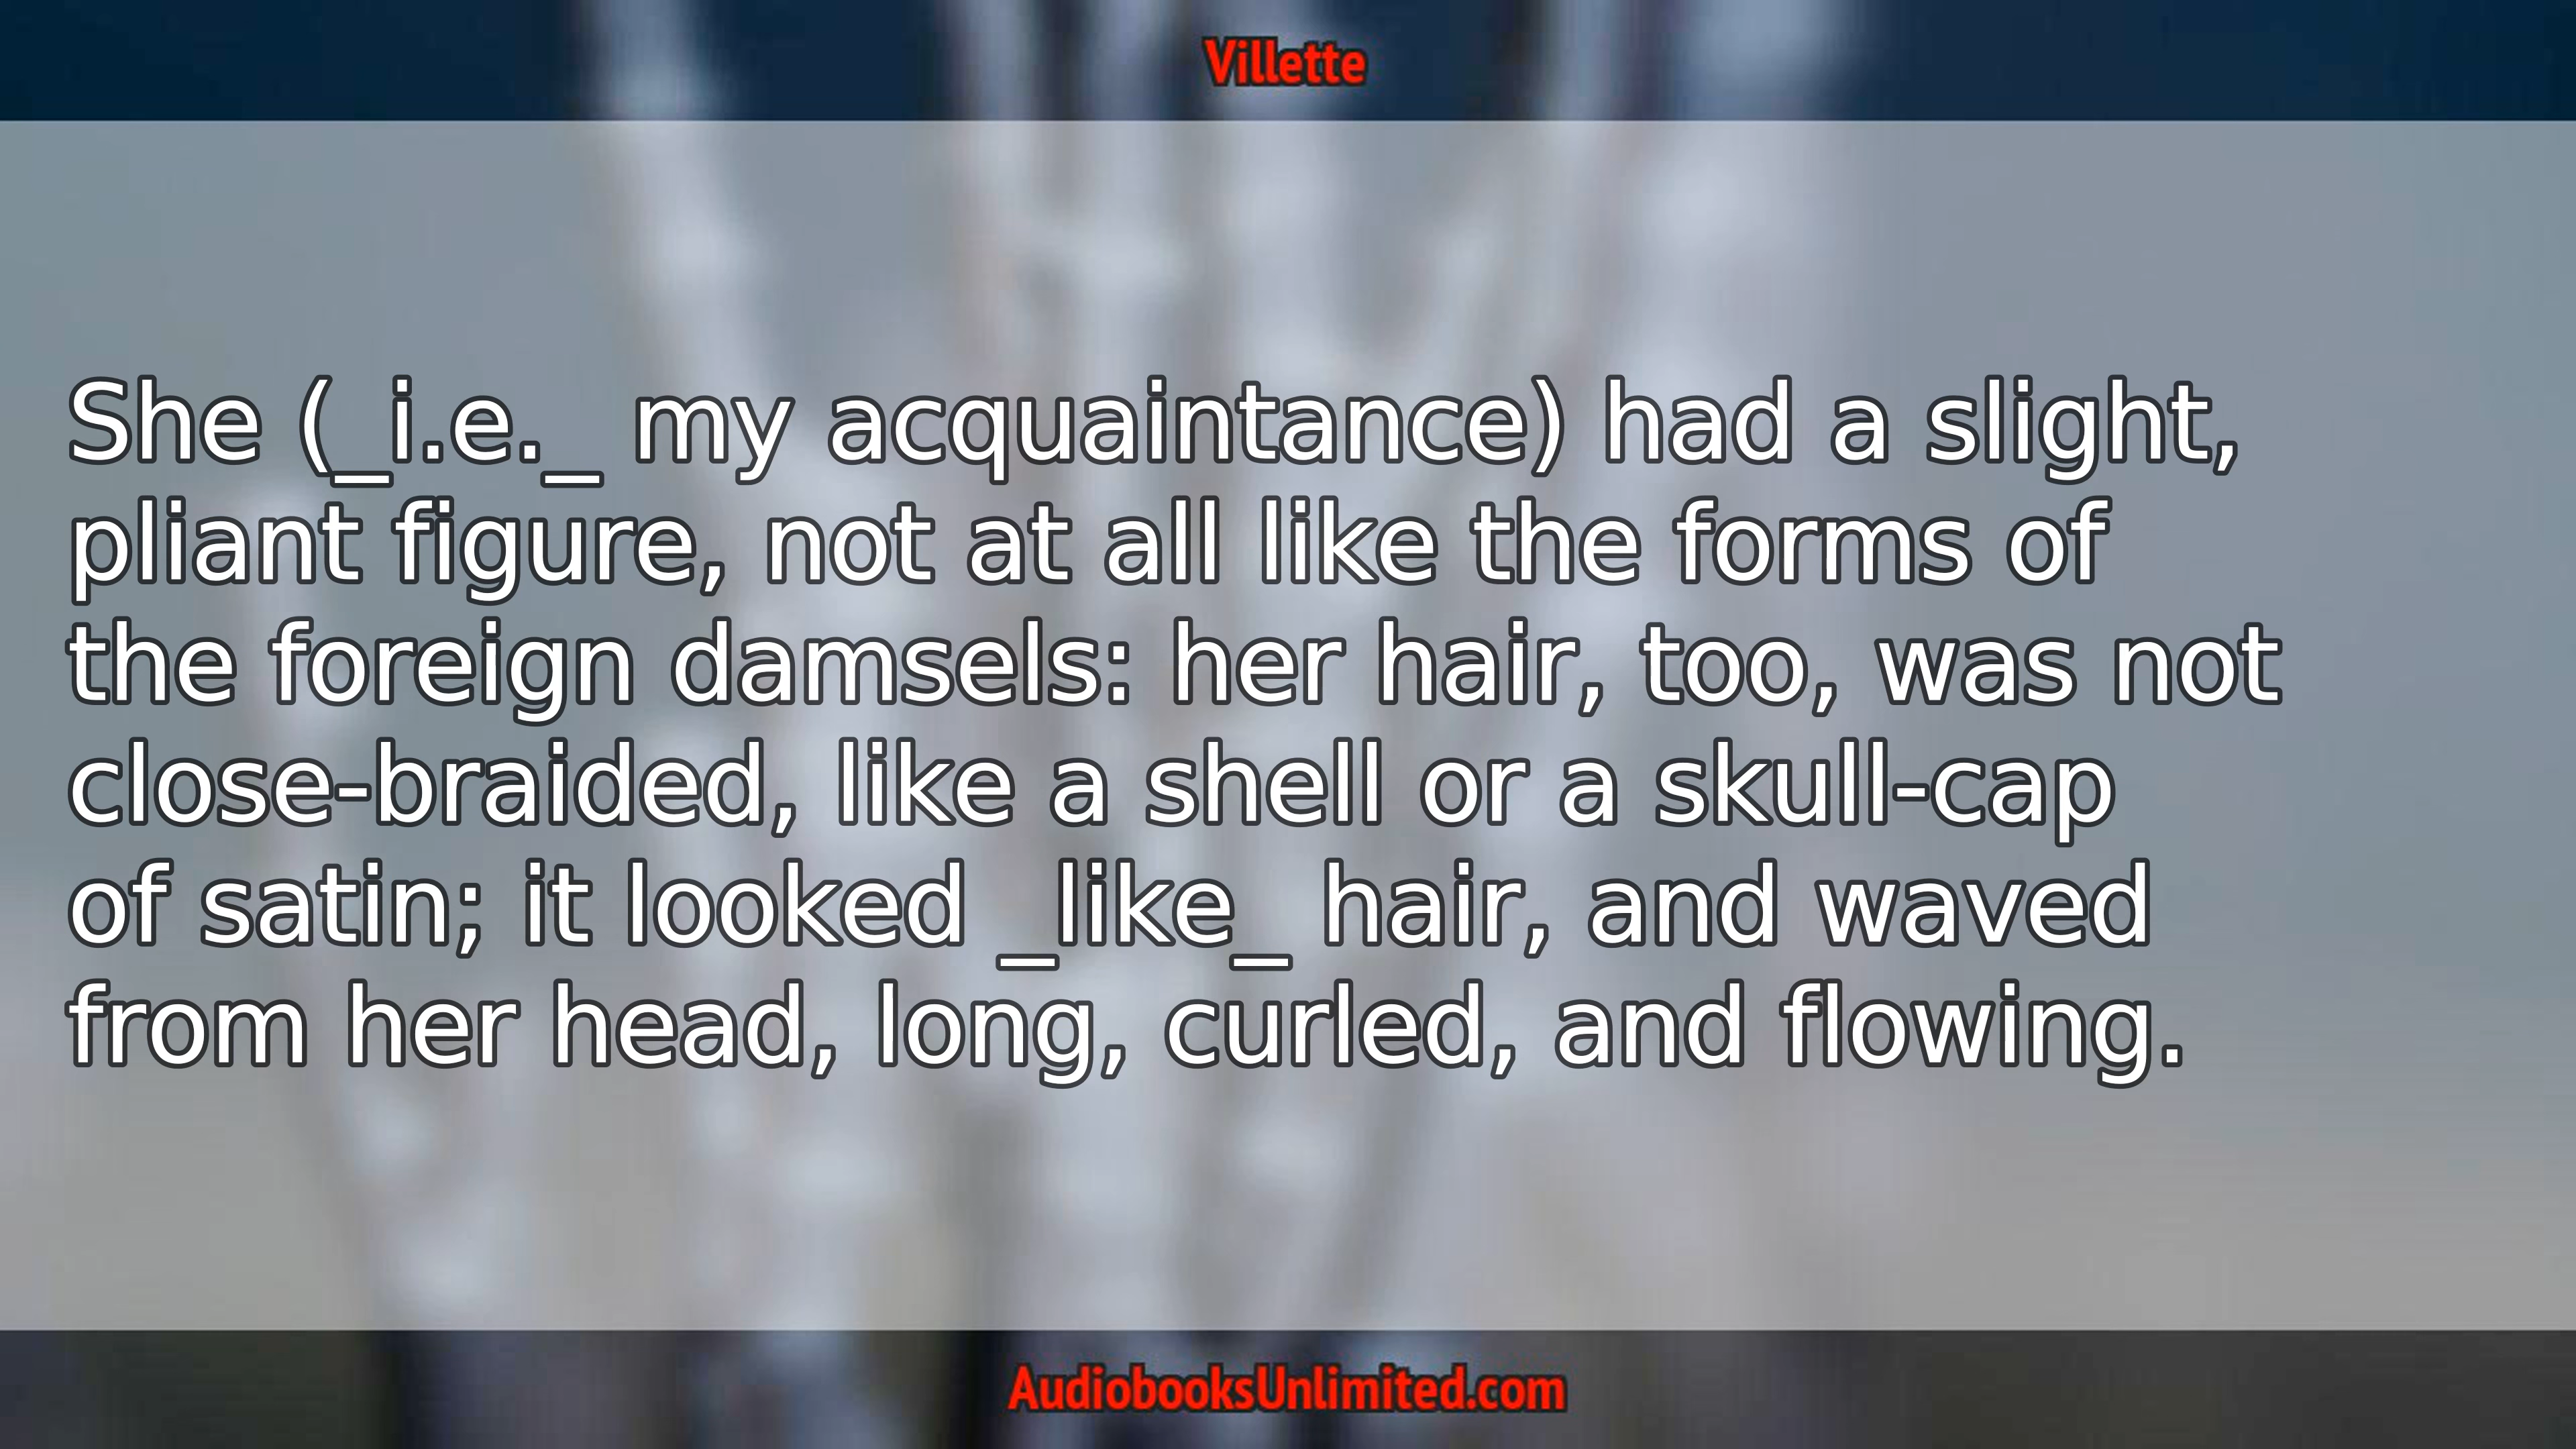 Villette
She (_i.e._ my acquaintance) had a slight,
pliant figure, not at all like the forms of
the foreign damsels: her hair, too, was not
close-braided, like a shell or a skull-cap
of satin; it looked _like_ hair, and waved
from her head, long, curled, and flowing.
AudiobooksUnlimited.com